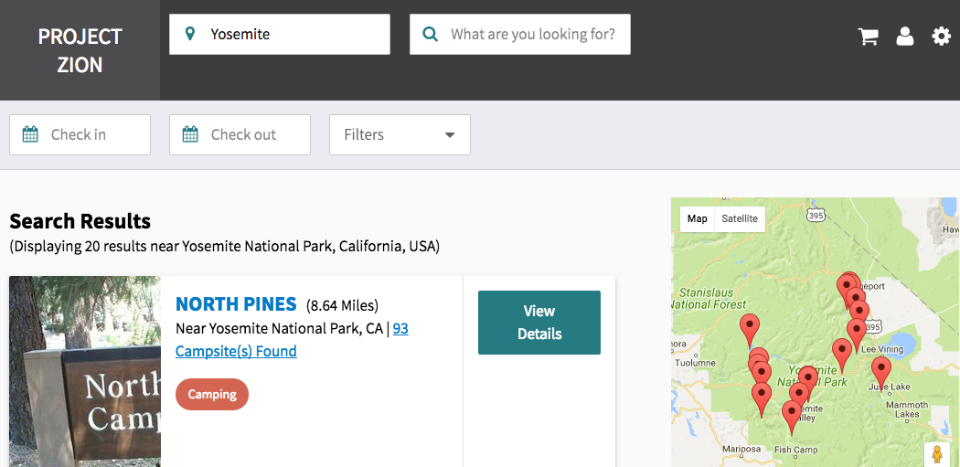 PROJECT
ZION
Yosemite
What are you looking for?
Check in
Check out
Filters
Search Results
(Displaying 20 results near Yosemite National Park, California, USA)
NORTH PINES (8.64 Miles)
Near Yosemite National Park, CA | 93
Campsite(s) Found
Camping
View
Details
North
Camp
Map Satellite
395
Haw
Stanislaus
National Forest
eport
395
Lee Vining
nora
Tuolumne
Yosemite
National Park
June Lake
Mammoth
Lakes
emite
alley
Mariposa
Fish Camp